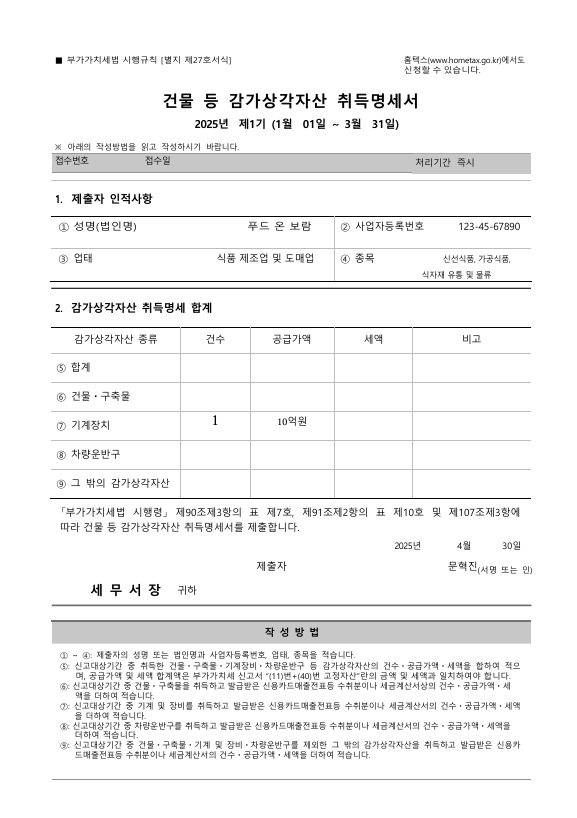 ■ 부가가치세법 시행규칙 [별지 제27호서식]
홈텍스(www.hometax.go.kr)에서도
신청할 수 있습니다.
건물 등 감가상각자산 취득명세서
2025년 제1기 (1월 01일 ~ 3월 31일)
※ 아래의 작성방법을 읽고 작성하시기 바랍니다.
접수번호 접수일 처리기간 즉시
1. 제출자 인적사항
① 성명(법인명) 푸드 온 보람 ② 사업자등록번호 123-45-67890
③ 업태 식품 제조업 및 도매업 ④ 종목 신선식품, 가공식품,
식자재 유통 및 물류
2. 감가상각자산 취득명세 합계
감가상각자산 종류 건수 공급가액 세액 비고
⑤ 합계
⑥ 건물・구축물
⑦ 기계장치 1 10억원
⑧ 차량운반구
⑨ 그 밖의 감가상각자산
「부가가치세법 시행령」 제90조제3항의 표 제7호, 제91조제2항의 표 제10호 및 제107조제3항에
따라 건물 등 감가상각자산 취득명세서를 제출합니다.
2025년 4월 30일
제출자 문혁진(서명 또는 인)
세무서장 귀하
작 성 방 법
① ~ ④: 제출자의 성명 또는 법인명과 사업자등록번호, 업태, 종목을 적습니다.
⑤: 신고대상기간 중 취득한 건물・구축물・기계장비・차량운반구 등 감가상각자산의 건수・공급가액・세액을 합하여 적으
며, 공급가액 및 세액 합계액은 부가가치세 신고서 "(11)번+(40)번 고정자산"란의 금액 및 세액과 일치하여야 합니다.
⑥: 신고대상기간 중 건물・구축물을 취득하고 발급받은 신용카드매출전표등 수취분이나 세금계산서상의 건수・공급가액・세
액을 더하여 적습니다.
⑦: 신고대상기간 중 기계 및 장비를 취득하고 발급받은 신용카드매출전표등 수취분이나 세금계산서의 건수・공급가액・세액
을 더하여 적습니다.
⑧: 신고대상기간 중 차량운반구를 취득하고 발급받은 신용카드매출전표등 수취분이나 세금계산서의 건수・공급가액・세액을
더하여 적습니다.
⑨: 신고대상기간 중 건물・구축물・기계 및 장비・차량운반구를 제외한 그 밖의 감가상각자산을 취득하고 발급받은 신용카
드매출전표등 수취분이나 세금계산서의 건수・공급가액・세액을 더하여 적습니다.